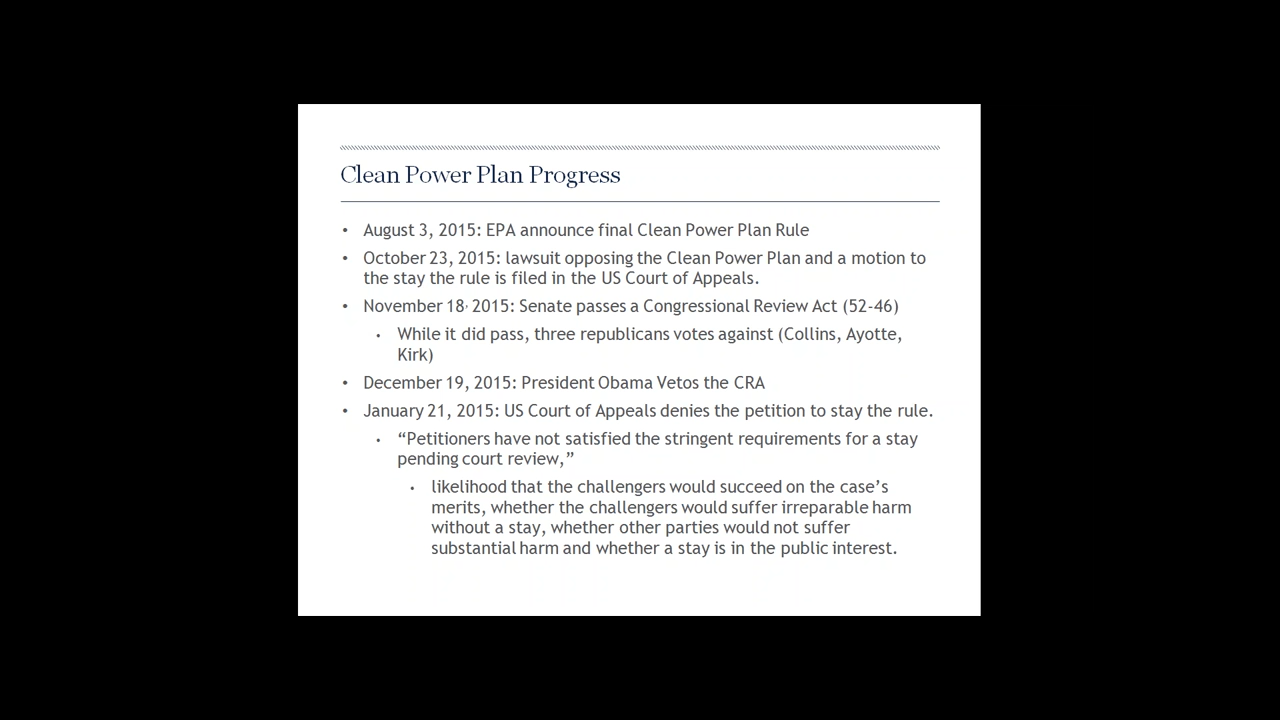 Clean Power Plan Progress
• August 3, 2015: EPA announce final Clean Power Plan Rule
• October 23, 2015: lawsuit opposing the Clean Power Plan and a motion to
the stay the rule is filed in the US Court of Appeals.
• November 18, 2015: Senate passes a Congressional Review Act (52-46)
• While it did pass, three republicans votes against (Collins, Ayotte,
Kirk)
• December 19, 2015: President Obama Vetos the CRA
• January 21, 2015: US Court of Appeals denies the petition to stay the rule.
• “Petitioners have not satisfied the stringent requirements for a stay
pending court review,”
• likelihood that the challengers would succeed on the case’s
merits, whether the challengers would suffer irreparable harm
without a stay, whether other parties would not suffer
substantial harm and whether a stay is in the public interest.